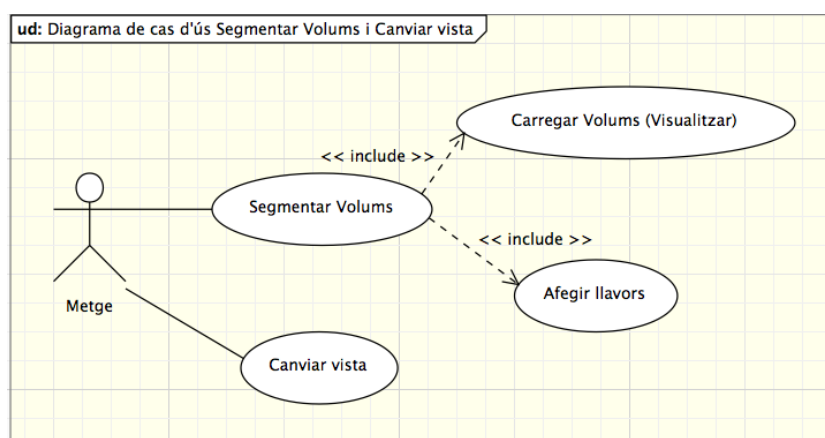 ud: Diagrama de cas d'ús Segmentar Volums i Canviar vista
Carregar Volums (Visualitzar)
<< include >>
Segmentar Volums
<< include >>
Afegir llavors
Metge
Canviar vista